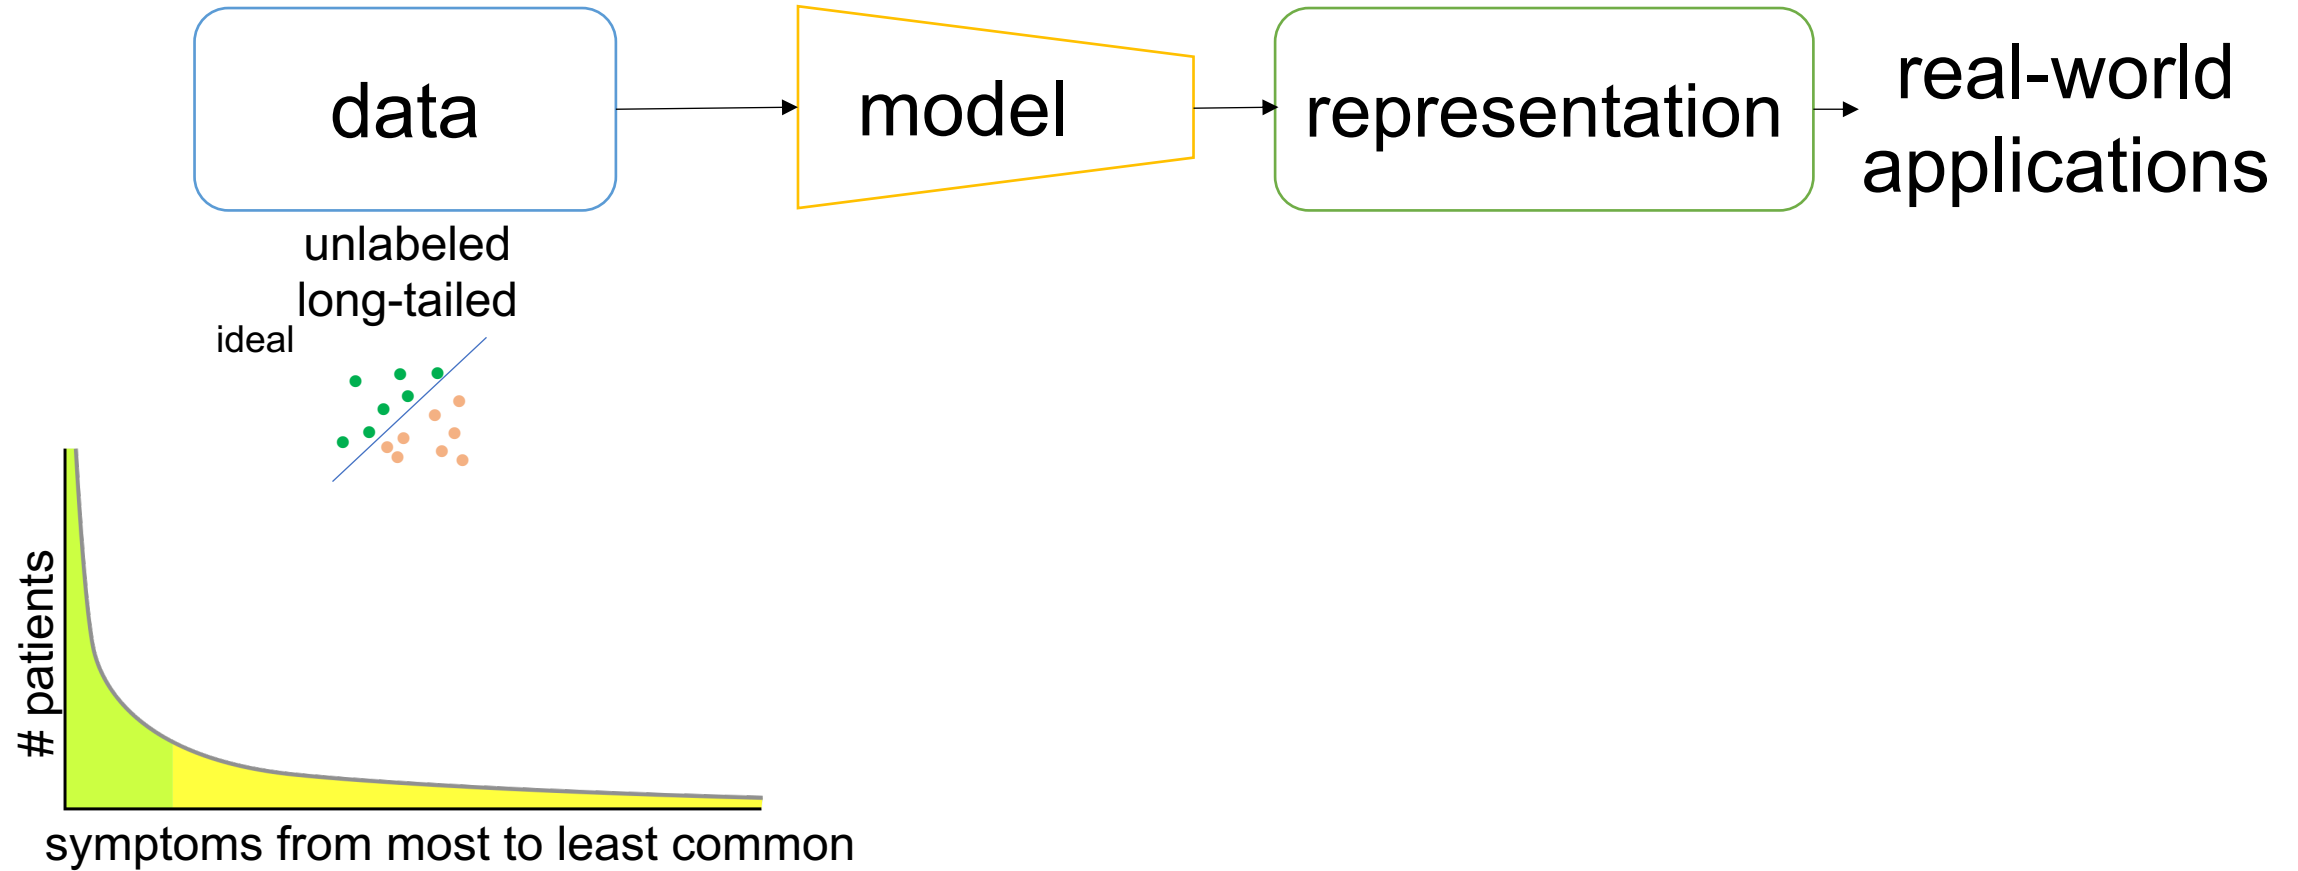 data
model
representation
real-world
applications
unlabeled
long-tailed
ideal
# patients
symptoms from most to least common